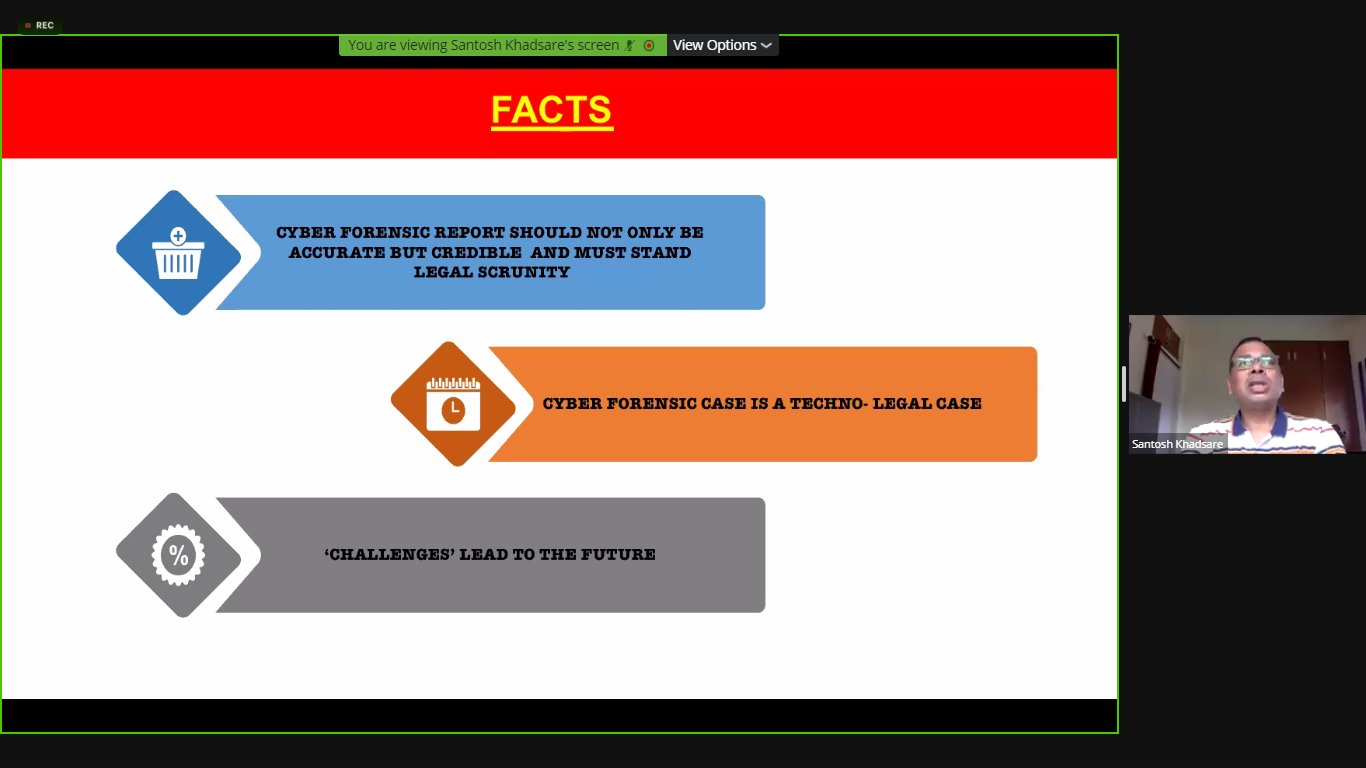 REC
You are viewing Santosh Khadsare's screen
View Options
FACTS
CYBER FORENSIC REPORT SHOULD NOT ONLY BE
ACCURATE BUT CREDIBLE AND MUST STAND
LEGAL SCRUNITY
CYBER FORENSIC CASE IS A TECHNO- LEGAL CASE
%
‘CHALLENGES’ LEAD TO THE FUTURE
Santosh Khadsare